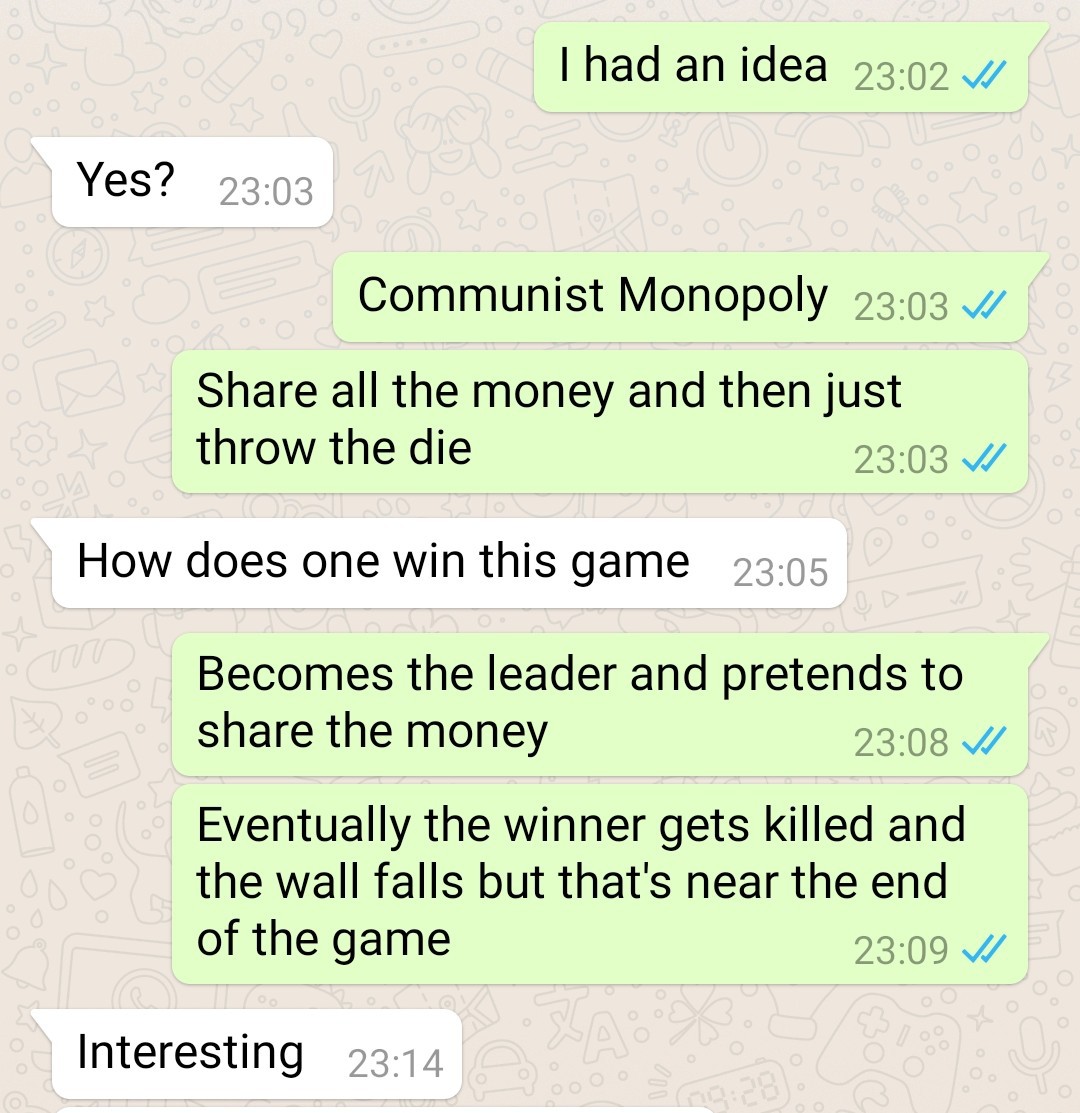 I had an idea 23:02
Yes? 23:03
Communist Monopoly 23:03
Share all the money and then just
throw the die 23:03
How does one win this game 23:05
Becomes the leader and pretends to
share the money 23:08
Eventually the winner gets killed and
the wall falls but that's near the end
of the game 23:09
Interesting 23:14